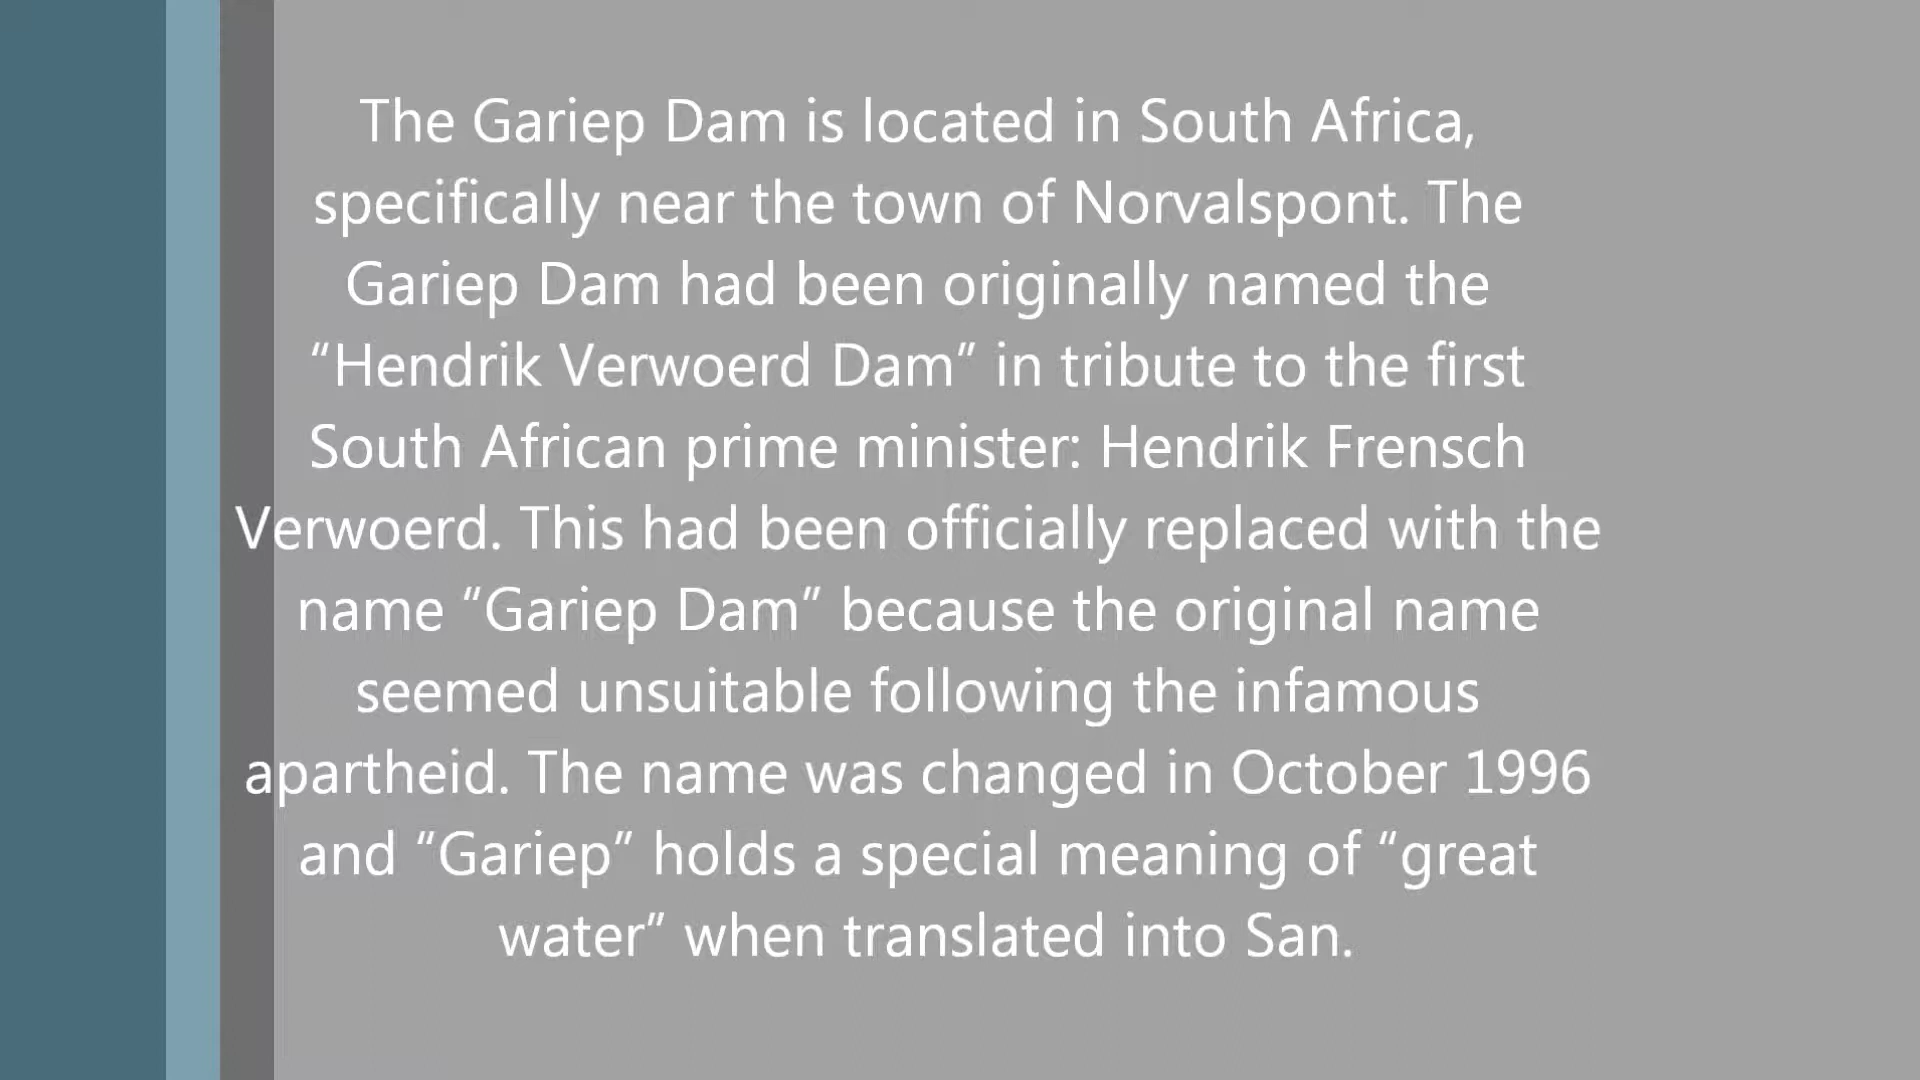 The Gariep Dam is located in South Africa,
specifically near the town of Norvalspont. The
Gariep Dam had been originally named the
“Hendrik Verwoerd Dam” in tribute to the first
South African prime minister: Hendrik Frensch
Verwoerd. This had been officially replaced with the
name “Gariep Dam” because the original name
seemed unsuitable following the infamous
apartheid. The name was changed in October 1996
and “Gariep” holds a special meaning of “great
water” when translated into San.